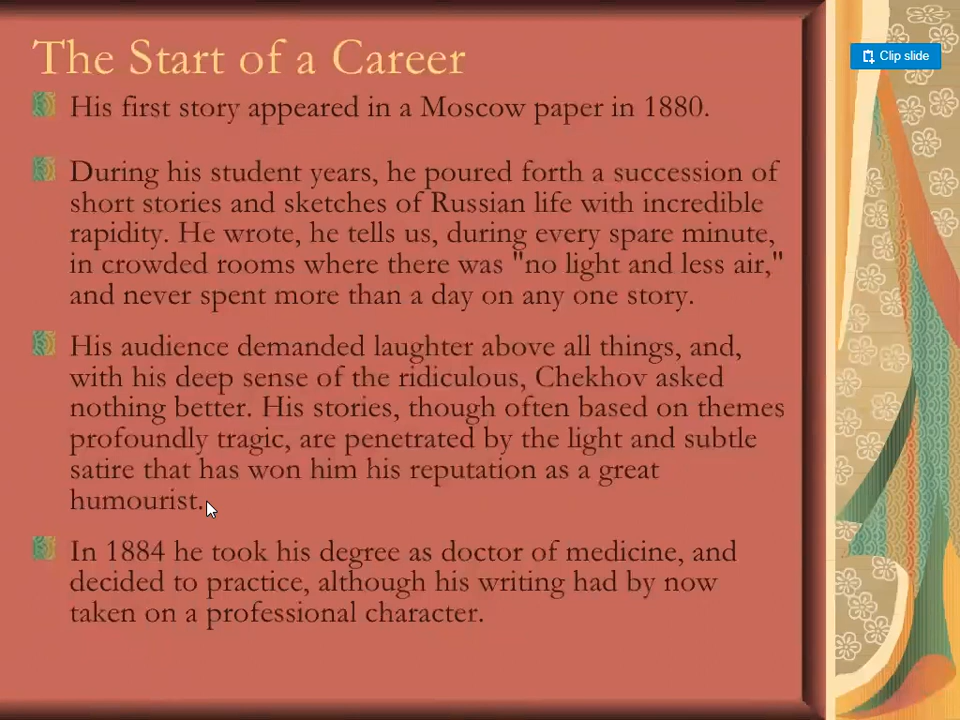 The Start of a Career
Clip slide
His first story appeared in a Moscow paper in 1880.
During his student years, he poured forth a succession of
short stories and sketches of Russian life with incredible
rapidity. He wrote, he tells us, during every spare minute,
in crowded rooms where there was "no light and less air,"
and never spent more than a day on any one story.
His audience demanded laughter above all things, and,
with his deep sense of the ridiculous, Chekhov asked
nothing better. His stories, though often based on themes
profoundly tragic, are penetrated by the light and subtle
satire that has won him his reputation as a great
humourist.
In 1884 he took his degree as doctor of medicine, and
decided to practice, although his writing had by now
taken on a professional character.